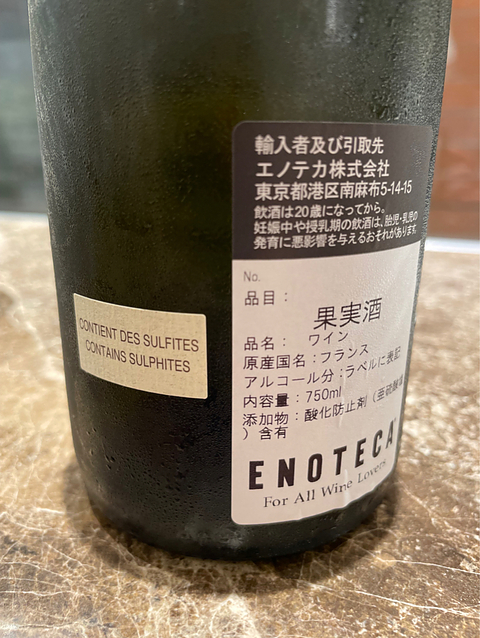 輸入者及び引取先
エノテカ株式会社
東京都港区南麻布5-14-15
飲酒は20歳になってから。
妊娠中や授乳期の飲酒は、胎児・乳児の
発育に悪影響を与えるおそれがあります。
No.
品目：
果実酒
品名： ワイン
原産国名：フランス
アルコール分：ラベルに表記
内容量：750ml
添加物：酸化防止剤（亜硫酸塩
）含有
ENOTECA
For All Wine Lovers
CONTIENT DES SULFITES
CONTAINS SULPHITES